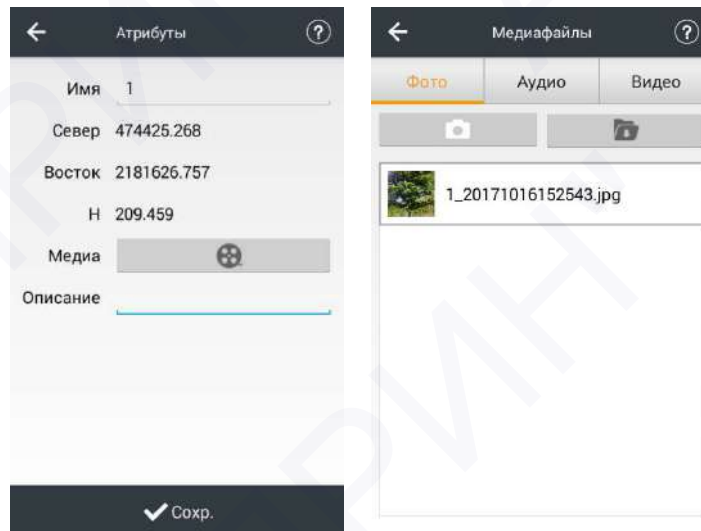 Атрибуты
?
Имя 1
Север 474425.268
Восток 2181626.757
H 209.459
Медиа
Описание
Сохр.
Медиафайлы
?
Фото Аудио Видео
1_20171016152543.jpg